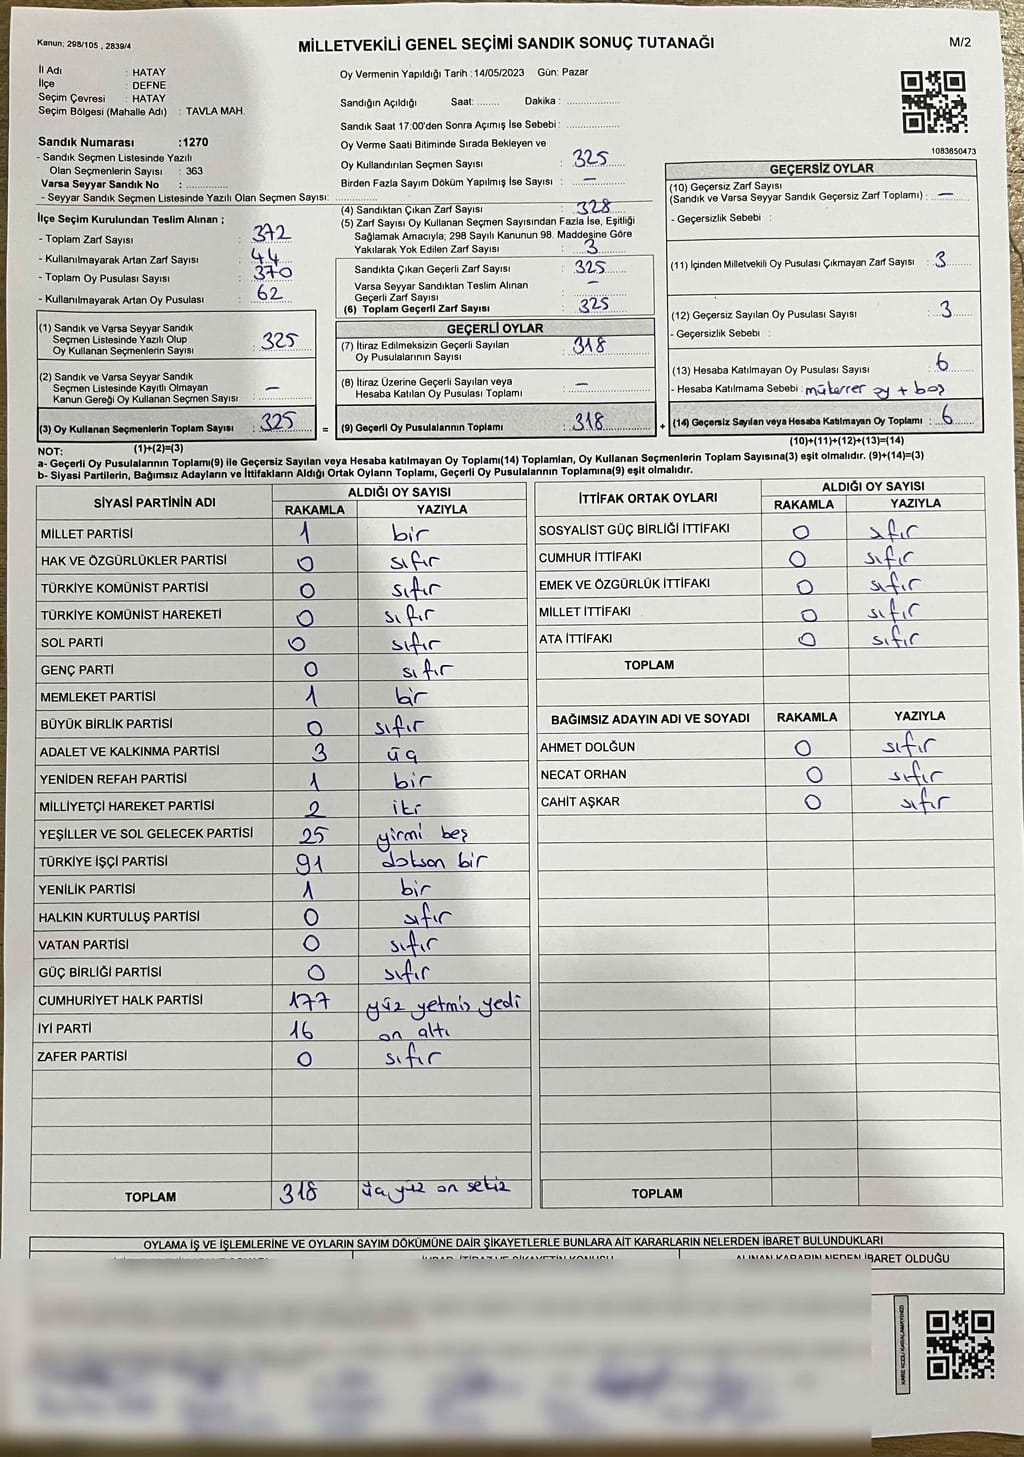 Kanun; 298/105 , 2839/4
MİLLETVEKİLİ GENEL SEÇİMİ SANDIK SONUÇ TUTANAĞI
M/2
İl Adı : HATAY
İlçe : DEFNE
Seçim Çevresi : HATAY
Seçim Bölgesi (Mahalle Adı) : TAVLA MAH.
Sandık Numarası :1270
- Sandık Seçmen Listesinde Yazılı
Olan Seçmenlerin Sayısı : 363
Varsa Seyyar Sandık No : ..............
- Seyyar Sandık Seçmen Listesinde Yazılı Olan Seçmen Sayısı: ..............
Oy Vermenin Yapıldığı Tarih :14/05/2023 Gün: Pazar
Sandığın Açıldığı Saat: ........ Dakika : ..............
Sandık Saat 17:00'den Sonra Açımış İse Sebebi: ..............
Oy Verme Saati Bitiminde Sırada Bekleyen ve
Oy Kullandırılan Seçmen Sayısı : 325
Birden Fazla Sayım Döküm Yapılmış İse Sayısı : —
1083650473
İlçe Seçim Kurulundan Teslim Alınan ;
- Toplam Zarf Sayısı : 372
- Kullanılmayarak Artan Zarf Sayısı : 44
- Toplam Oy Pusulası Sayısı : 370
- Kullanılmayarak Artan Oy Pusulası : 62
(4) Sandıktan Çıkan Zarf Sayısı : 328
(5) Zarf Sayısı Oy Kullanan Seçmen Sayısından Fazla İse, Eşitliği
Sağlamak Amacıyla; 298 Sayılı Kanunun 98. Maddesine Göre
Yakılarak Yok Edilen Zarf Sayısı : 3
Sandıkta Çıkan Geçerli Zarf Sayısı : 325
Varsa Seyyar Sandıktan Teslim Alınan
Geçerli Zarf Sayısı : —
(6) Toplam Geçerli Zarf Sayısı : 325
GEÇERSİZ OYLAR
(10) Geçersiz Zarf Sayısı
(Sandık ve Varsa Seyyar Sandık Geçersiz Zarf Toplamı) : —
- Geçersizlik Sebebi :
(11) İçinden Milletvekili Oy Pusulası Çıkmayan Zarf Sayısı : 3
(12) Geçersiz Sayılan Oy Pusulası Sayısı : 3
- Geçersizlik Sebebi :
(13) Hesaba Katılmayan Oy Pusulası Sayısı : 6
- Hesaba Katılmama Sebebi : mükerrer oy + boş
(14) Geçersiz Sayılan veya Hesaba Katılmayan Oy Toplamı : 6
(10)+(11)+(12)+(13)=(14)
(1) Sandık ve Varsa Seyyar Sandık
Seçmen Listesinde Yazılı Olup
Oy Kullanan Seçmenlerin Sayısı : 325
(2) Sandık ve Varsa Seyyar Sandık
Seçmen Listesinde Kayıtlı Olmayan
Kanun Gereği Oy Kullanan Seçmen Sayısı : —
(3) Oy Kullanan Seçmenlerin Toplam Sayısı : 325
=
GEÇERLİ OYLAR
(7) İtiraz Edilmeksizin Geçerli Sayılan
Oy Pusulalarının Sayısı : 318
(8) İtiraz Üzerine Geçerli Sayılan veya
Hesaba Katılan Oy Pusulası Toplamı : —
(9) Geçerli Oy Pusulalarının Toplamı : 318
+
NOT: (1)+(2)=(3)
a- Geçerli Oy Pusulalarının Toplamı(9) ile Geçersiz Sayılan veya Hesaba katılmayan Oy Toplamı(14) Toplamları, Oy Kullanan Seçmenlerin Toplam Sayısına(3) eşit olmalıdır. (9)+(14)=(3)
b- Siyasi Partilerin, Bağımsız Adayların ve İttifakların Aldığı Ortak Oyların Toplamı, Geçerli Oy Pusulalarının Toplamına(9) eşit olmalıdır.
SİYASİ PARTİNİN ADI
ALDIĞI OY SAYISI
RAKAMLA YAZIYLA
MİLLET PARTİSİ 1 bir
HAK VE ÖZGÜRLÜKLER PARTİSİ 0 sıfır
TÜRKİYE KOMÜNİST PARTİSİ 0 sıfır
TÜRKİYE KOMÜNİST HAREKETİ 0 sıfır
SOL PARTİ 0 sıfır
GENÇ PARTİ 0 sıfır
MEMLEKET PARTİSİ 1 bir
BÜYÜK BİRLİK PARTİSİ 0 sıfır
ADALET VE KALKINMA PARTİSİ 3 üç
YENİDEN REFAH PARTİSİ 1 bir
MİLLİYETÇİ HAREKET PARTİSİ 2 iki
YEŞİLLER VE SOL GELECEK PARTİSİ 25 yirmi beş
TÜRKİYE İŞÇİ PARTİSİ 91 doksan bir
YENİLİK PARTİSİ 1 bir
HALKIN KURTULUŞ PARTİSİ 0 sıfır
VATAN PARTİSİ 0 sıfır
GÜÇ BİRLİĞİ PARTİSİ 0 sıfır
CUMHURİYET HALK PARTİSİ 177 yüz yetmiş yedi
İYİ PARTİ 16 on altı
ZAFER PARTİSİ 0 sıfır
TOPLAM 318 üçyüz on sekiz
İTTİFAK ORTAK OYLARI
ALDIĞI OY SAYISI
RAKAMLA YAZIYLA
SOSYALİST GÜÇ BİRLİĞİ İTTİFAKI 0 sıfır
CUMHUR İTTİFAKI 0 sıfır
EMEK VE ÖZGÜRLÜK İTTİFAKI 0 sıfır
MİLLET İTTİFAKI 0 sıfır
ATA İTTİFAKI 0 sıfır
TOPLAM
BAĞIMSIZ ADAYIN ADI VE SOYADI RAKAMLA YAZIYLA
AHMET DOLĞUN 0 sıfır
NECAT ORHAN 0 sıfır
CAHİT AŞKAR 0 sıfır
TOPLAM
OYLAMA İŞ VE İŞLEMLERİNE VE OYLARIN SAYIM DÖKÜMÜNE DAİR ŞİKAYETLERLE BUNLARA AİT KARARLARIN NELERDEN İBARET BULUNDUKLARI
ALINAN KARARIN NEDEN İBARET OLDUĞU
KARE KODU KARALAMAYINIZ!